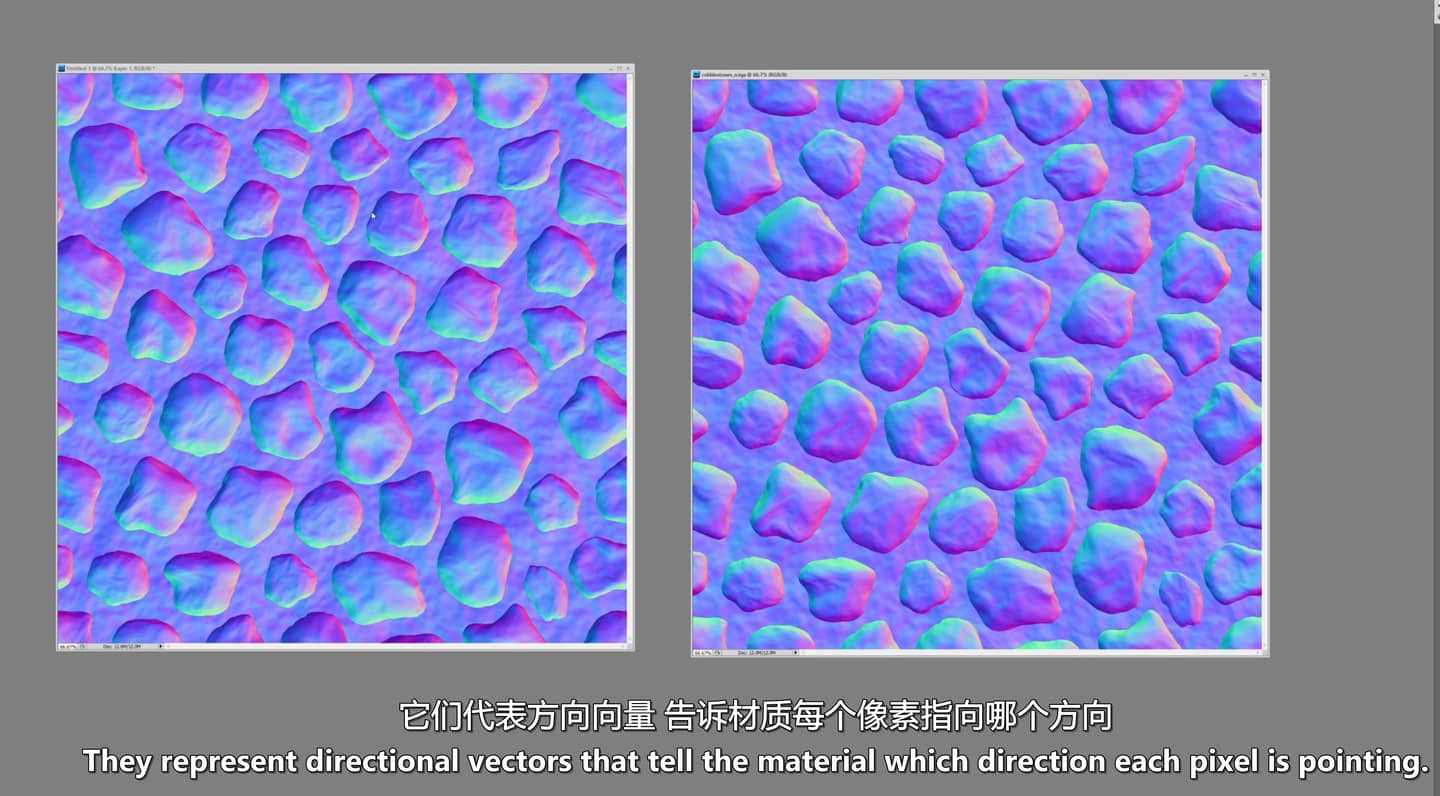 Untitled-1 @ 66.7% (Layer 1, RGB/8) *
cobblestones_n.tga @ 66.7% (RGB/8)
66.67%
Doc: 12.0M/12.0M
66.67%
Doc: 12.0M/12.0M
它们代表方向向量 告诉材质每个像素指向哪个方向
They represent directional vectors that tell the material which direction each pixel is pointing.